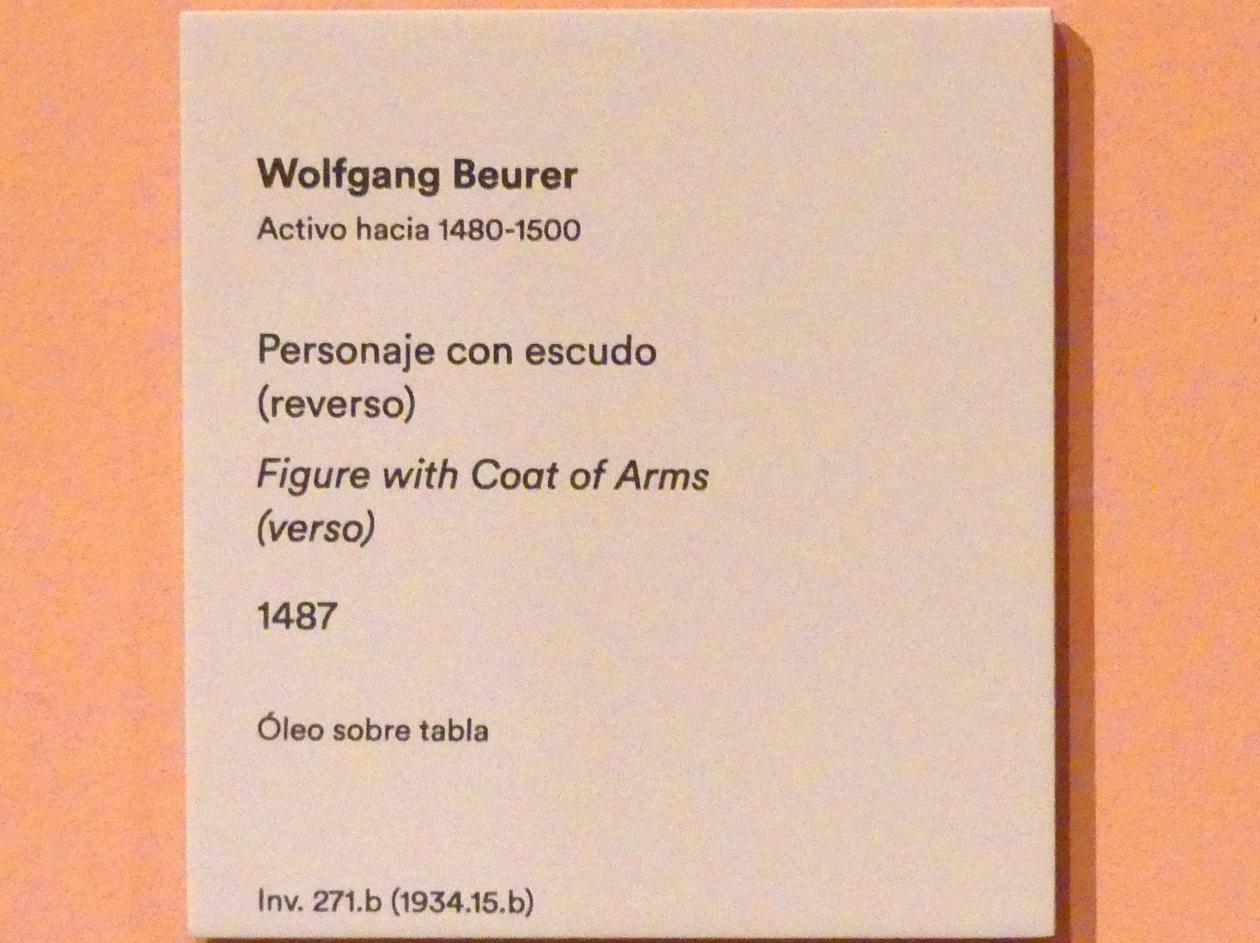 Wolfgang Beurer
Activo hacia 1480-1500
Personaje con escudo
(reverso)
Figure with Coat of Arms
(verso)
1487
Óleo sobre tabla
Inv. 271.b (1934.15.b)